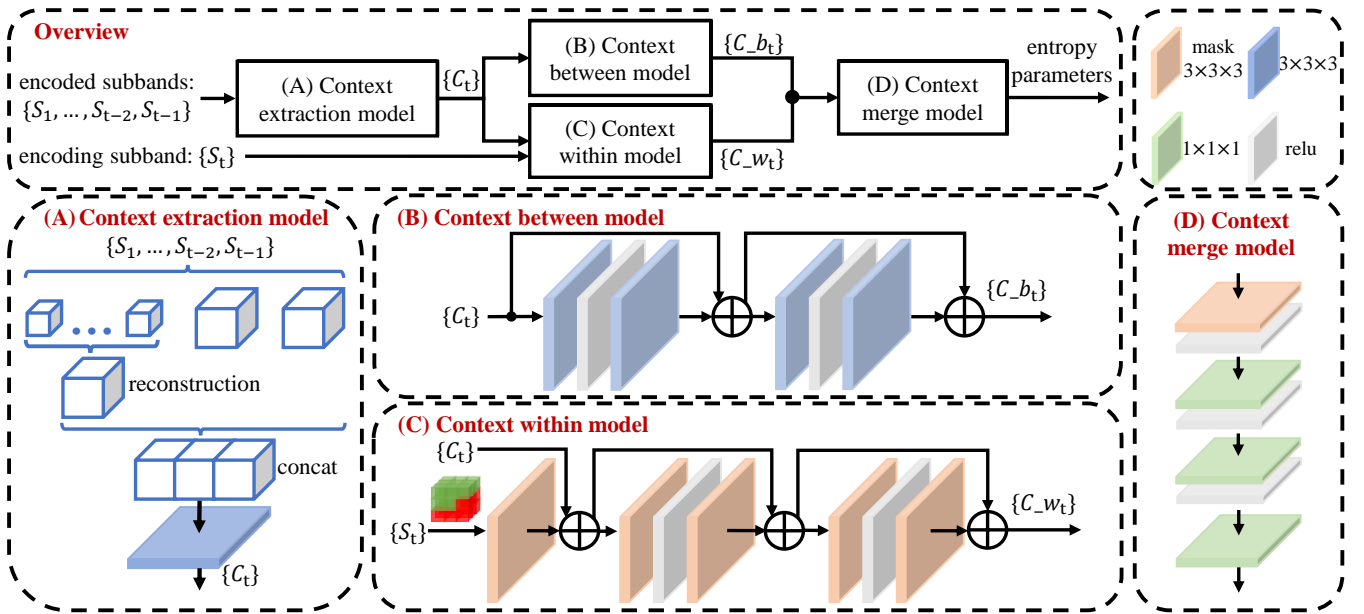 Overview
encoded subbands:
{S₁, … , Sₜ₋₂, Sₜ₋₁}
encoding subband: {Sₜ}
(A) Context
extraction model
{Cₜ}
(B) Context
between model
{C_bₜ}
(C) Context
within model
{C_wₜ}
(D) Context
merge model
entropy
parameters
mask
3×3×3
3×3×3
1×1×1
relu
(A) Context extraction model
{S₁, … , Sₜ₋₂, Sₜ₋₁}
reconstruction
concat
{Cₜ}
(B) Context between model
{Cₜ}
{C_bₜ}
(C) Context within model
{Cₜ}
{Sₜ}
{C_wₜ}
(D) Context
merge model